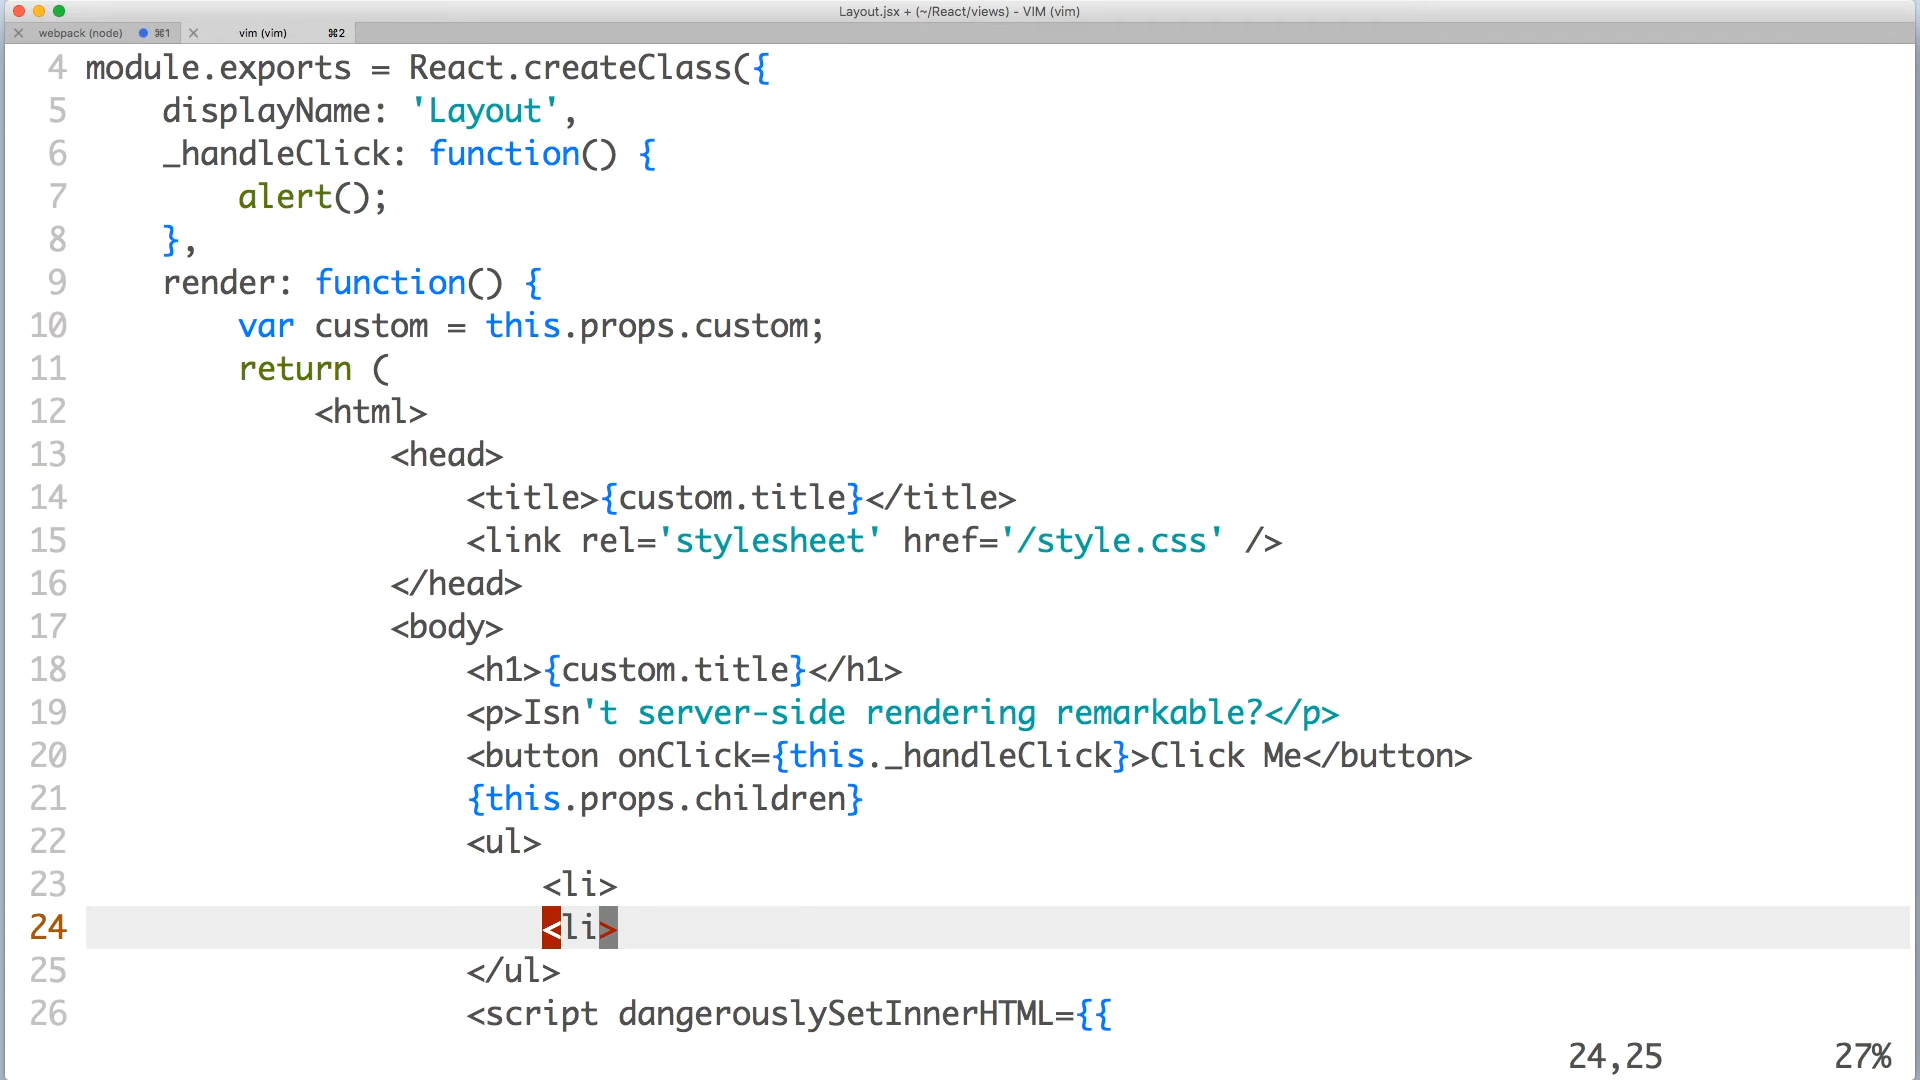 Layout.jsx + (~/React/views) - VIM (vim)
webpack (node) ⌘1 vim (vim) ⌘2
4 module.exports = React.createClass({
5     displayName: 'Layout',
6     _handleClick: function() {
7         alert();
8     },
9     render: function() {
10         var custom = this.props.custom;
11         return (
12             <html>
13                 <head>
14                     <title>{custom.title}</title>
15                     <link rel='stylesheet' href='/style.css' />
16                 </head>
17                 <body>
18                     <h1>{custom.title}</h1>
19                     <p>Isn't server-side rendering remarkable?</p>
20                     <button onClick={this._handleClick}>Click Me</button>
21                     {this.props.children}
22                     <ul>
23                         <li>
24                         <li>
25                     </ul>
26                     <script dangerouslySetInnerHTML={{
24,25 27%